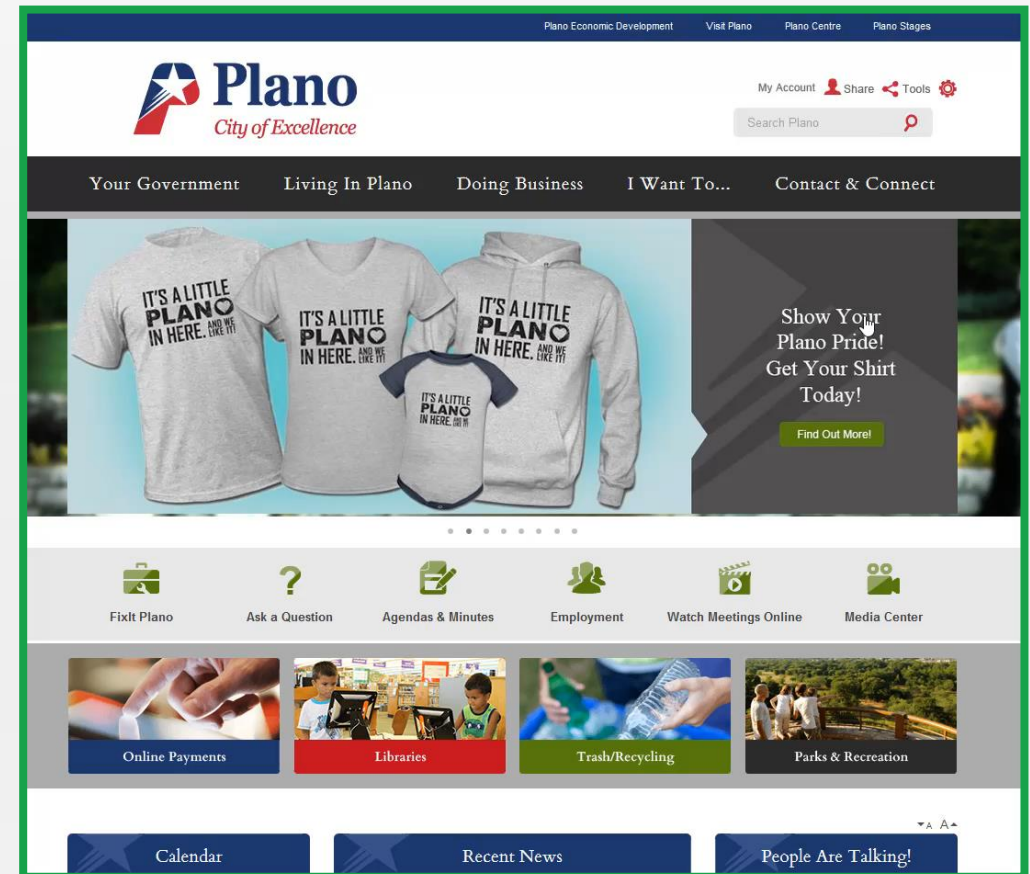 Plano Economic Development Visit Plano Plano Centre Plano Stages
Plano
City of Excellence
My Account Share Tools
Search Plano
Your Government Living In Plano Doing Business I Want To... Contact & Connect
IT'S A LITTLE
PLANO
IN HERE. AND WE
LIKE IT!
IT'S A LITTLE
PLANO
IN HERE. AND WE
LIKE IT!
IT'S A LITTLE
PLANO
IN HERE. AND WE
LIKE IT!
IT'S A LITTLE
PLANO
IN HERE. AND WE
LIKE IT!
Show Your
Plano Pride!
Get Your Shirt
Today!
Find Out More!
FixIt Plano Ask a Question Agendas & Minutes Employment Watch Meetings Online Media Center
Online Payments Libraries Trash/Recycling Parks & Recreation
A A
Calendar Recent News People Are Talking!